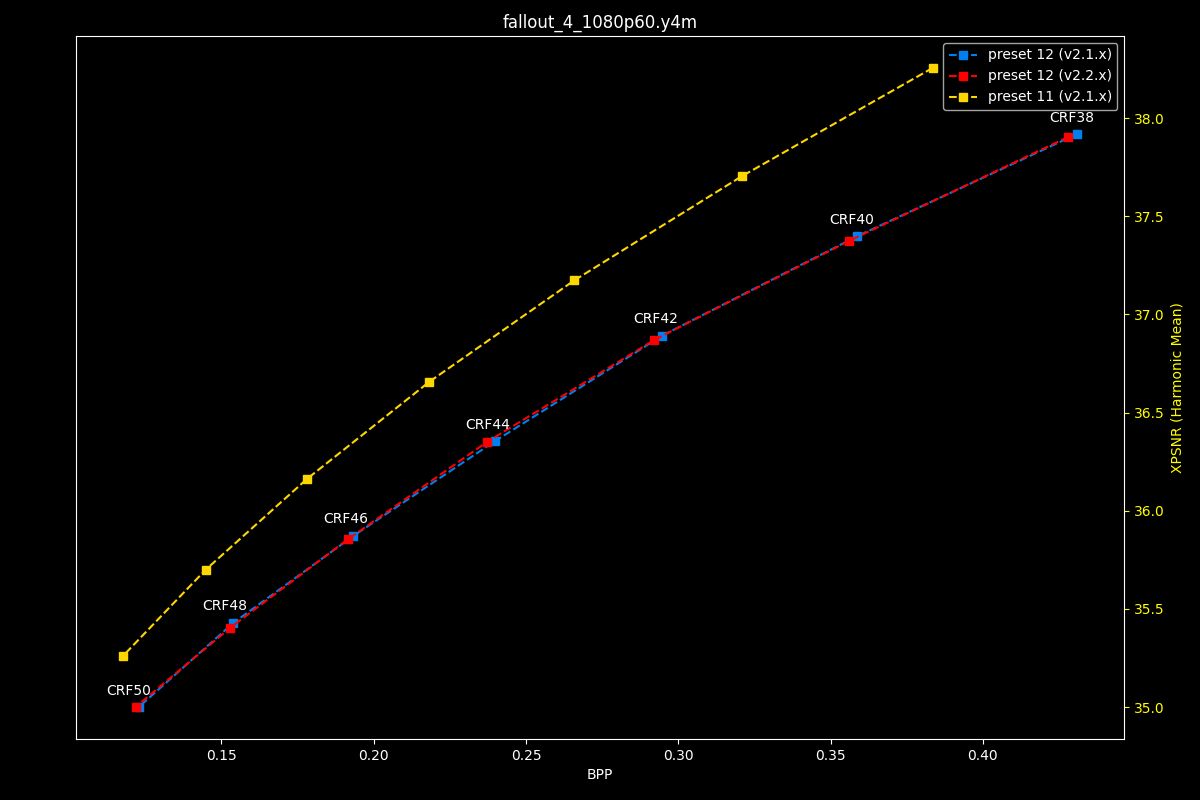 fallout_4_1080p60.y4m
preset 12 (v2.1.x)
preset 12 (v2.2.x)
preset 11 (v2.1.x)
CRF38
CRF40
CRF42
CRF44
CRF46
CRF48
CRF50
38.0
37.5
37.0
36.5
36.0
35.5
35.0
XPSNR (Harmonic Mean)
0.15 0.20 0.25 0.30 0.35 0.40
BPP